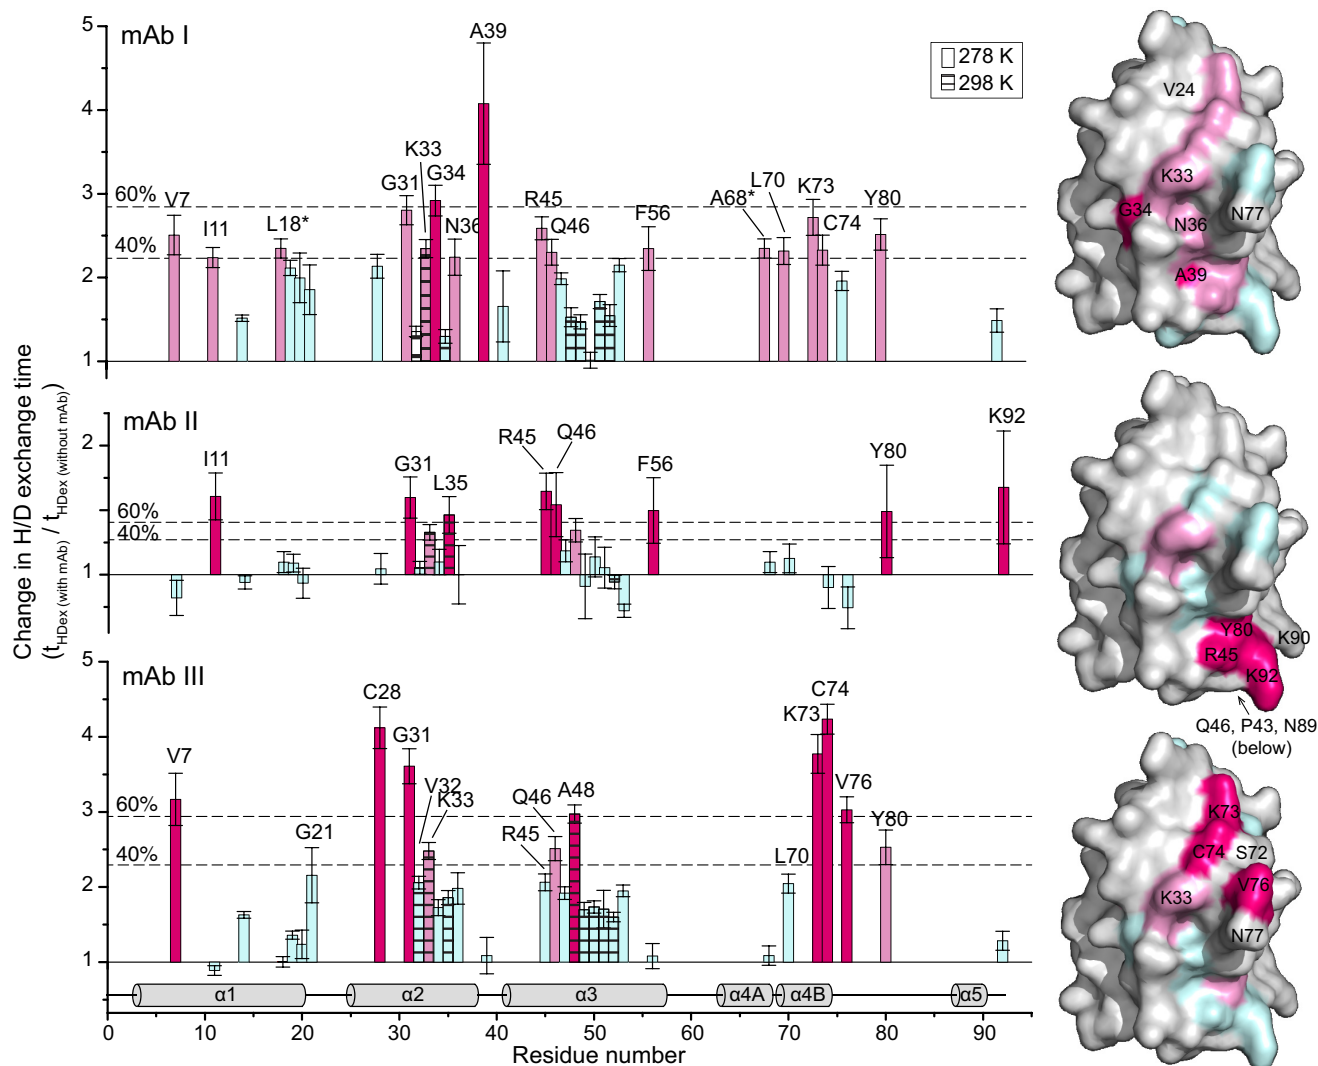 mAb I
5
4
3
2
1
60%
40%
V7
I11
L18*
G31
K33
G34
N36
A39
R45
Q46
F56
A68*
L70
K73
C74
Y80
278 K
298 K
V24
K33
G34
N36
N77
A39
Change in H/D exchange time
(tHDex (with mAb) / tHDex (without mAb))
mAb II
2
1
60%
40%
I11
G31
L35
R45
Q46
F56
Y80
K92
Y80
K90
R45
K92
Q46, P43, N89
(below)
mAb III
5
4
3
2
1
60%
40%
V7
G21
C28
G31
V32
K33
R45
Q46
A48
L70
K73
C74
V76
Y80
K73
C74
S72
V76
K33
N77
α1
α2
α3
α4A
α4B
α5
0
10
20
30
40
50
60
70
80
90
Residue number